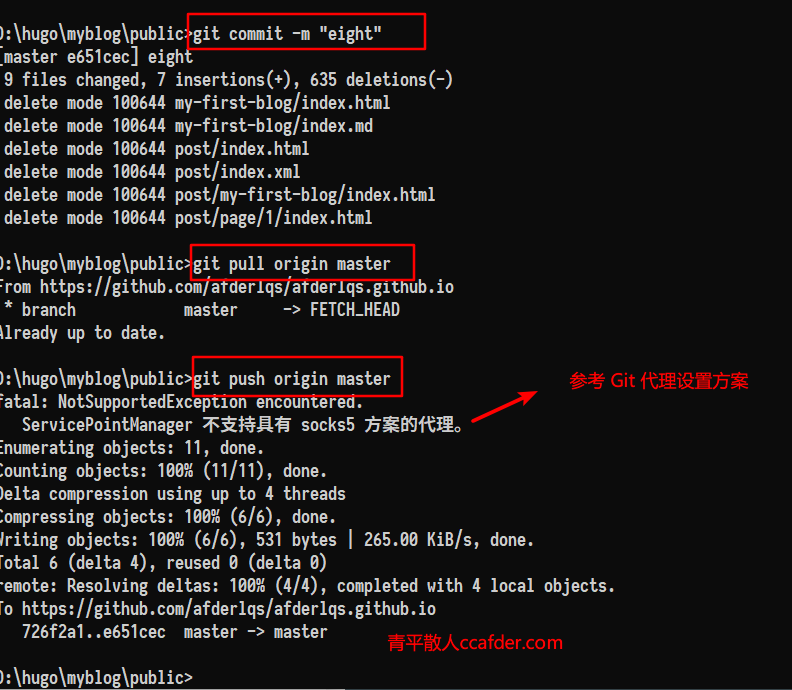 D:\hugo\myblog\public>git commit -m "eight"
[master e651cec] eight
9 files changed, 7 insertions(+), 635 deletions(-)
delete mode 100644 my-first-blog/index.html
delete mode 100644 my-first-blog/index.md
delete mode 100644 post/index.html
delete mode 100644 post/index.xml
delete mode 100644 post/my-first-blog/index.html
delete mode 100644 post/page/1/index.html
D:\hugo\myblog\public>git pull origin master
From https://github.com/afderlqs/afderlqs.github.io
* branch master -> FETCH_HEAD
Already up to date.
D:\hugo\myblog\public>git push origin master
fatal: NotSupportedException encountered.
参考 Git 代理设置方案
ServicePointManager 不支持具有 socks5 方案的代理。
Enumerating objects: 11, done.
Counting objects: 100% (11/11), done.
Delta compression using up to 4 threads
Compressing objects: 100% (6/6), done.
Writing objects: 100% (6/6), 531 bytes | 265.00 KiB/s, done.
Total 6 (delta 4), reused 0 (delta 0)
remote: Resolving deltas: 100% (4/4), completed with 4 local objects.
To https://github.com/afderlqs/afderlqs.github.io
726f2a1..e651cec master -> master
青平散人ccafder.com
D:\hugo\myblog\public>